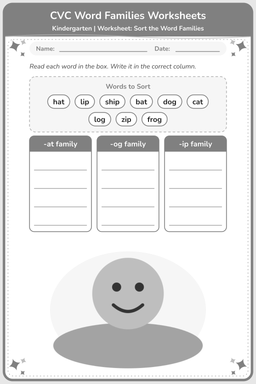 CVC Word Families Worksheets
Kindergarten | Worksheet: Sort the Word Families
Name: Date:
Read each word in the box. Write it in the correct column.
Words to Sort
hat lip ship bat dog cat
log zip frog
-at family -og family -ip family